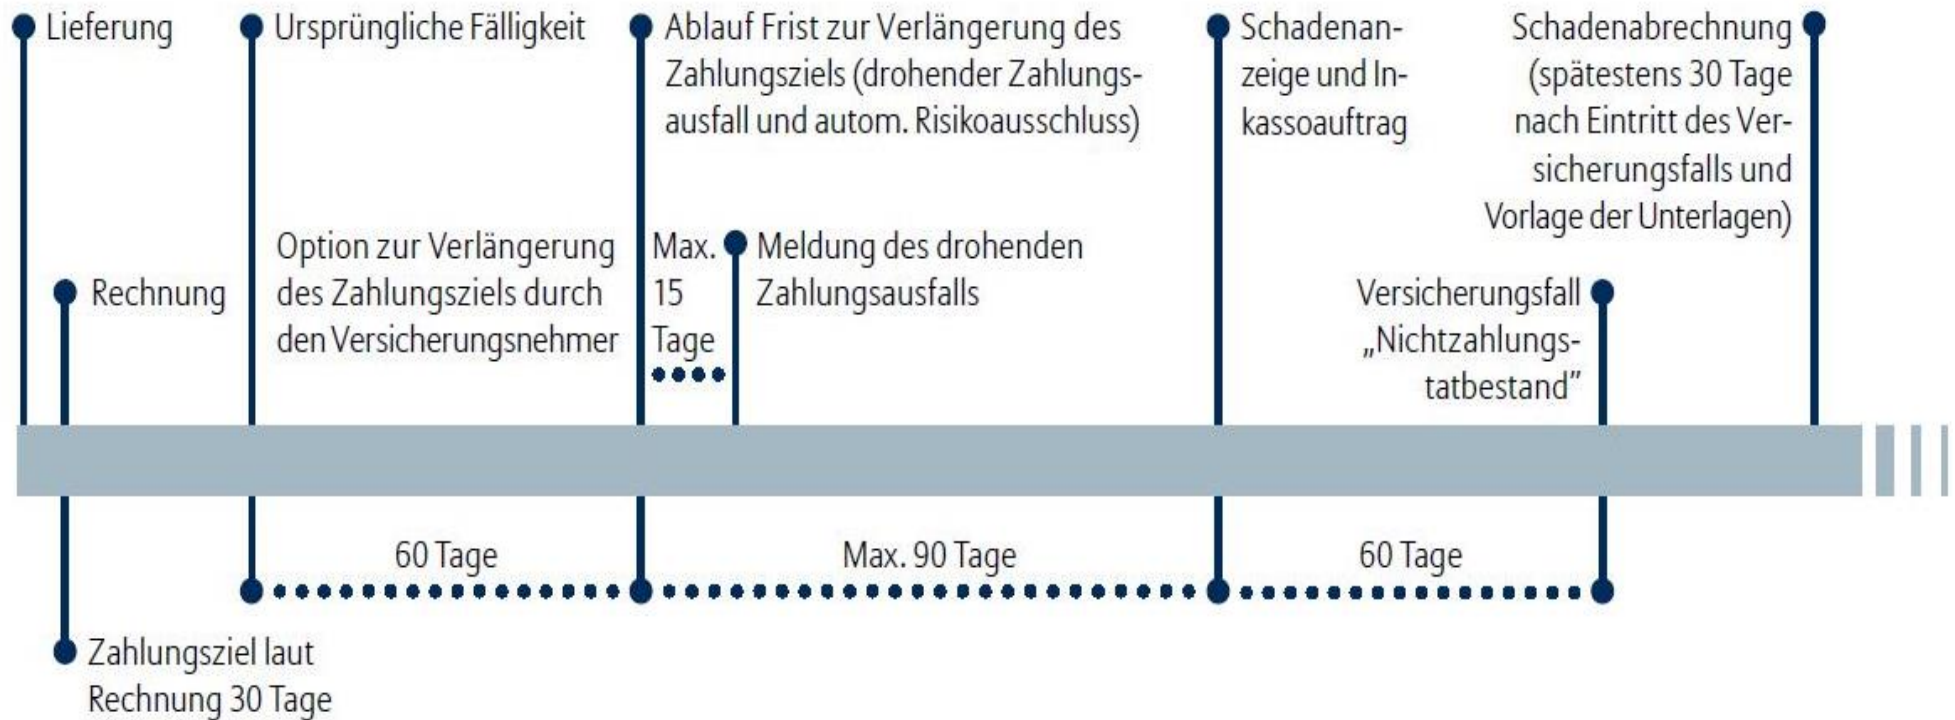 Lieferung
Ursprüngliche Fälligkeit
Ablauf Frist zur Verlängerung des
Zahlungsziels (drohender Zahlungs-
ausfall und autom. Risikoausschluss)
Schadenan-
zeige und In-
kassoauftrag
Schadenabrechnung
(spätestens 30 Tage
nach Eintritt des Ver-
sicherungsfalls und
Vorlage der Unterlagen)
Rechnung
Option zur Verlängerung
des Zahlungsziels durch
den Versicherungsnehmer
Max.
15
Tage
Meldung des drohenden
Zahlungsausfalls
Versicherungsfall
„Nichtzahlungs-
tatbestand”
60 Tage
Max. 90 Tage
60 Tage
Zahlungsziel laut
Rechnung 30 Tage